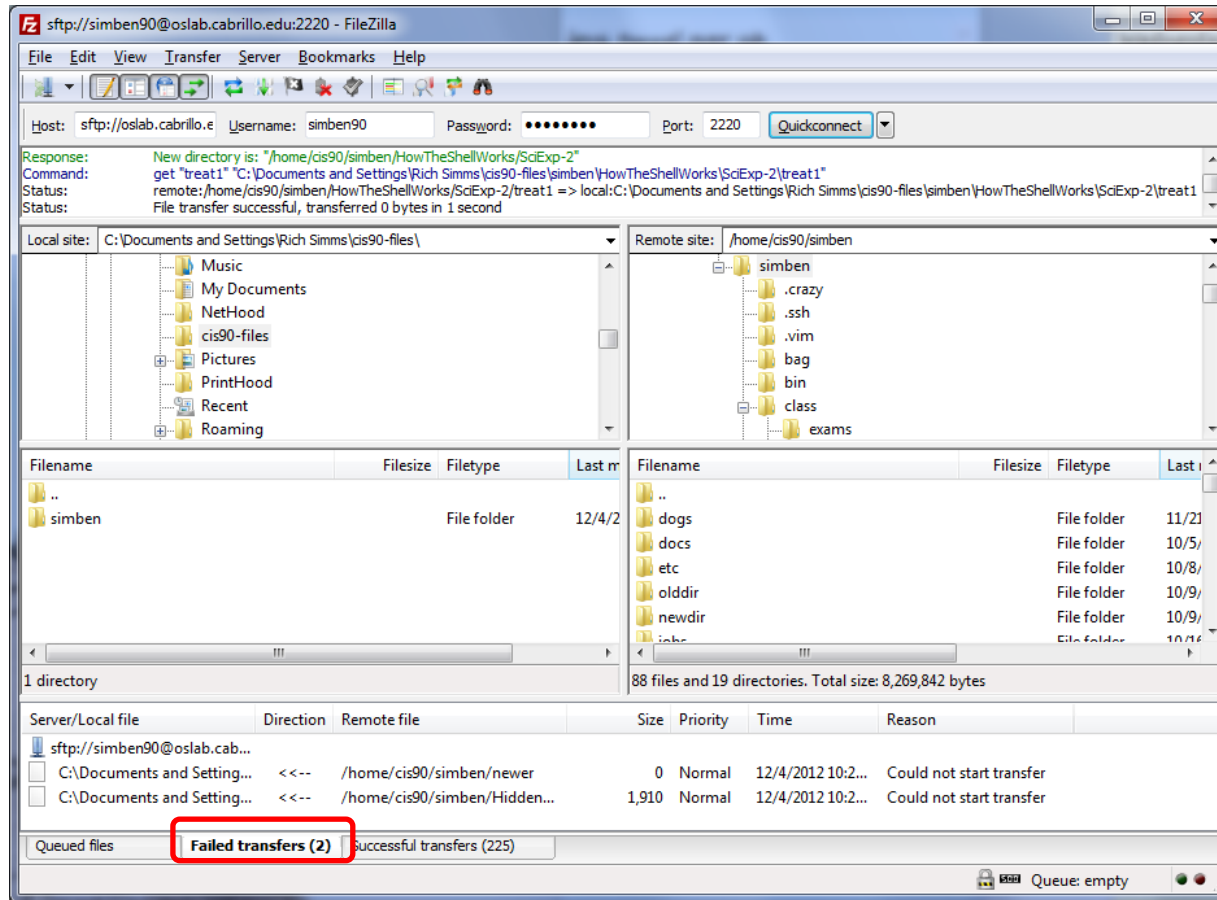 sftp://simben90@oslab.cabrillo.edu:2220 - FileZilla
File Edit View Transfer Server Bookmarks Help
Host: sftp://oslab.cabrillo.e Username: simben90 Password: •••••••• Port: 2220 Quickconnect
Response: New directory is: "/home/cis90/simben/HowTheShellWorks/SciExp-2"
Command: get "treat1" "C:\Documents and Settings\Rich Simms\cis90-files\simben\HowTheShellWorks\SciExp-2\treat1"
Status: remote:/home/cis90/simben/HowTheShellWorks/SciExp-2/treat1 => local:C:\Documents and Settings\Rich Simms\cis90-files\simben\HowTheShellWorks\SciExp-2\treat1
Status: File transfer successful, transferred 0 bytes in 1 second
Local site: C:\Documents and Settings\Rich Simms\cis90-files\
Music
My Documents
NetHood
cis90-files
Pictures
PrintHood
Recent
Roaming
Remote site: /home/cis90/simben
simben
.crazy
.ssh
.vim
bag
bin
class
exams
Filename Filesize Filetype Last m
..
simben File folder 12/4/2
1 directory
Filename Filesize Filetype Last
..
dogs File folder 11/21
docs File folder 10/5/
etc File folder 10/8/
olddir File folder 10/9/
newdir File folder 10/9/
jobs File folder 10/16
88 files and 19 directories. Total size: 8,269,842 bytes
Server/Local file Direction Remote file Size Priority Time Reason
sftp://simben90@oslab.cab...
C:\Documents and Setting... <<-- /home/cis90/simben/newer 0 Normal 12/4/2012 10:2... Could not start transfer
C:\Documents and Setting... <<-- /home/cis90/simben/Hidden... 1,910 Normal 12/4/2012 10:2... Could not start transfer
Queued files Failed transfers (2) Successful transfers (225)
Queue: empty